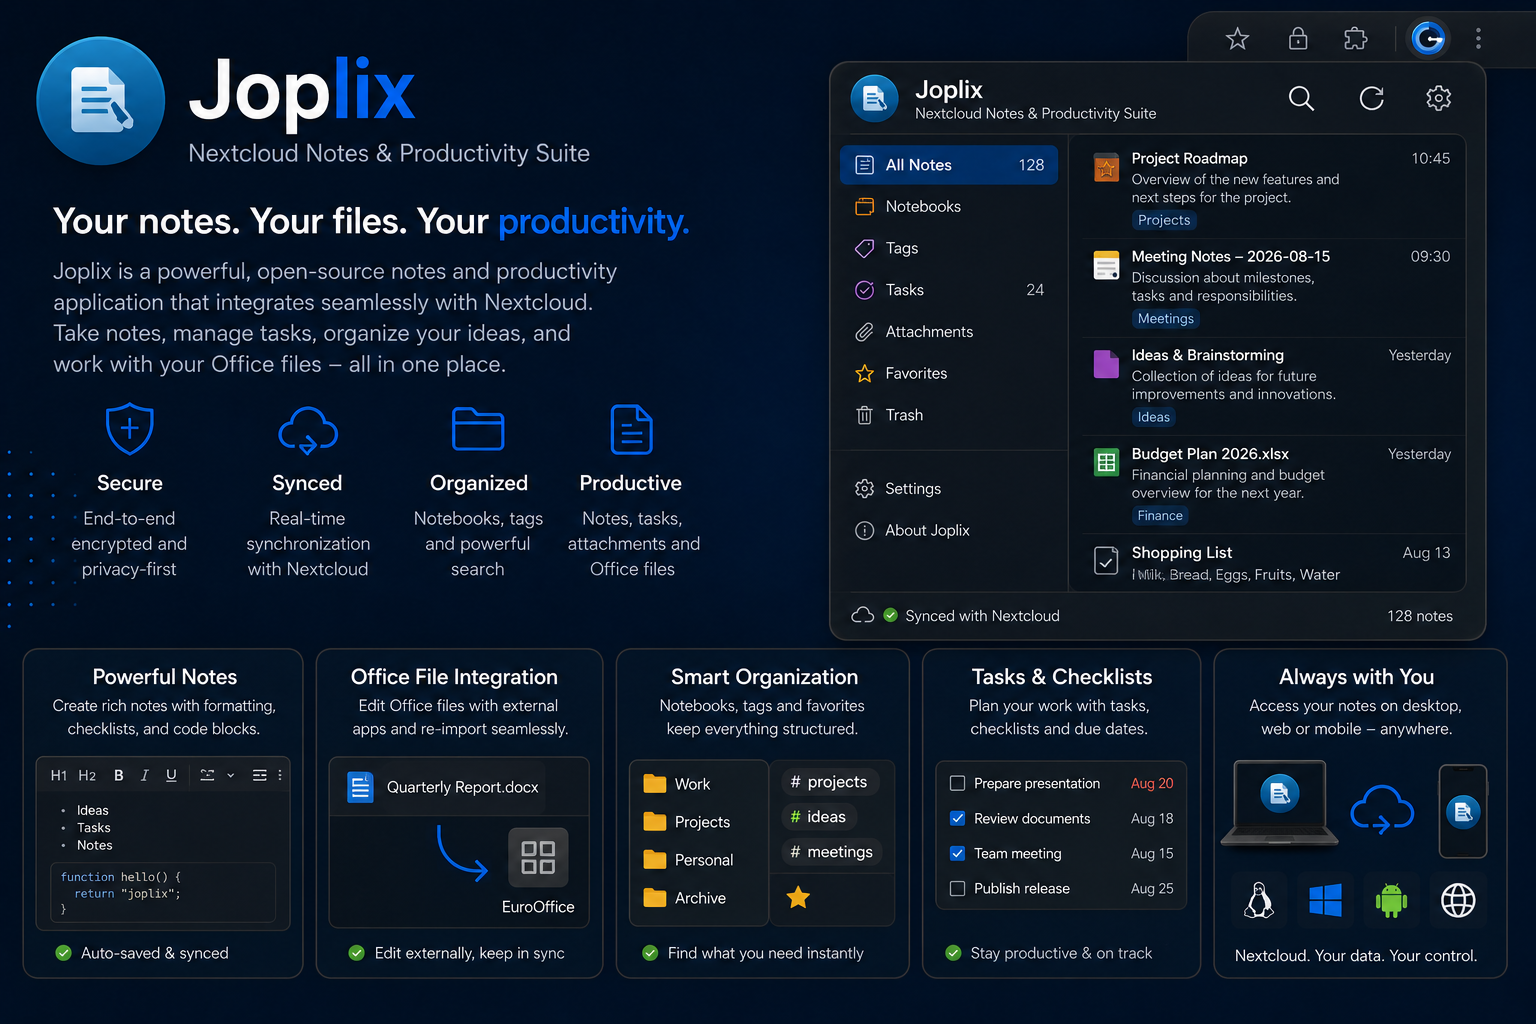 Joplix
Nextcloud Notes & Productivity Suite
Your notes. Your files. Your productivity.
Joplix is a powerful, open-source notes and productivity
application that integrates seamlessly with Nextcloud.
Take notes, manage tasks, organize your ideas, and
work with your Office files – all in one place.
Secure
End-to-end
encrypted and
privacy-first
Synced
Real-time
synchronization
with Nextcloud
Organized
Notebooks, tags
and powerful
search
Productive
Notes, tasks,
attachments and
Office files
Joplix
Nextcloud Notes & Productivity Suite
All Notes 128
Notebooks
Tags
Tasks 24
Attachments
Favorites
Trash
Settings
About Joplix
Project Roadmap 10:45
Overview of the new features and
next steps for the project.
Projects
Meeting Notes – 2026-08-15 09:30
Discussion about milestones,
tasks and responsibilities.
Meetings
Ideas & Brainstorming Yesterday
Collection of ideas for future
improvements and innovations.
Ideas
Budget Plan 2026.xlsx Yesterday
Financial planning and budget
overview for the next year.
Finance
Shopping List Aug 13
Bread, Eggs, Fruits, Water
Synced with Nextcloud 128 notes
Powerful Notes
Create rich notes with formatting,
checklists, and code blocks.
H1 H2 B I U
• Ideas
• Tasks
• Notes
function hello() {
return "joplix";
}
Auto-saved & synced
Office File Integration
Edit Office files with external
apps and re-import seamlessly.
Quarterly Report.docx
EuroOffice
Edit externally, keep in sync
Smart Organization
Notebooks, tags and favorites
keep everything structured.
Work
Projects
Personal
Archive
# projects
# ideas
# meetings
Find what you need instantly
Tasks & Checklists
Plan your work with tasks,
checklists and due dates.
Prepare presentation Aug 20
Review documents Aug 18
Team meeting Aug 15
Publish release Aug 25
Stay productive & on track
Always with You
Access your notes on desktop,
web or mobile – anywhere.
Nextcloud. Your data. Your control.